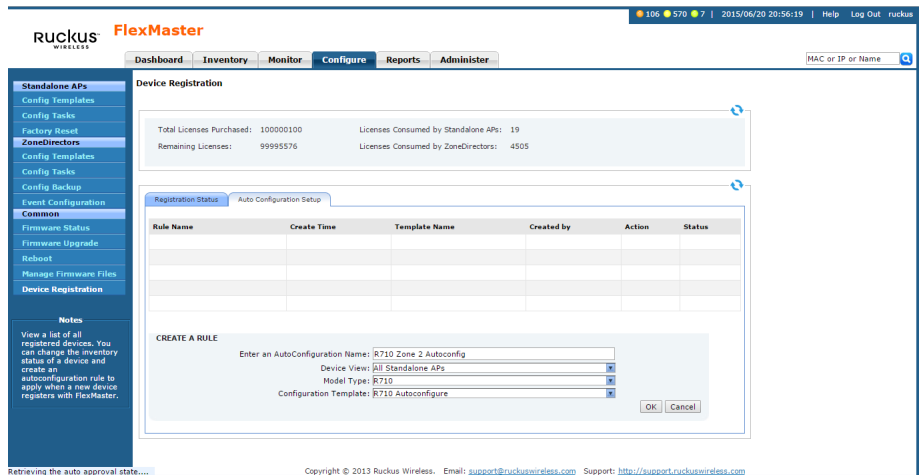 106 570 7 | 2015/06/20 20:56:19 | Help Log Out ruckus
RUCKUS WIRELESS FlexMaster
Dashboard Inventory Monitor Configure Reports Administer
MAC or IP or Name
Standalone APs
Config Templates
Config Tasks
Factory Reset
ZoneDirectors
Config Templates
Config Tasks
Config Backup
Event Configuration
Common
Firmware Status
Firmware Upgrade
Reboot
Manage Firmware Files
Device Registration
Notes
View a list of all
registered devices. You
can change the inventory
status of a device and
create an
autoconfiguration rule to
apply when a new device
registers with FlexMaster.
Device Registration
Total Licenses Purchased: 100000100 Licenses Consumed by Standalone APs: 19
Remaining Licenses: 99995576 Licenses Consumed by ZoneDirectors: 4505
Registration Status Auto Configuration Setup
Rule Name Create Time Template Name Created by Action Status
CREATE A RULE
Enter an AutoConfiguration Name: R710 Zone 2 Autoconfig
Device View: All Standalone APs
Model Type: R710
Configuration Template: R710 Autoconfigure
OK Cancel
Retrieving the auto approval state....
Copyright © 2013 Ruckus Wireless. Email: support@ruckuswireless.com Support: http://support.ruckuswireless.com